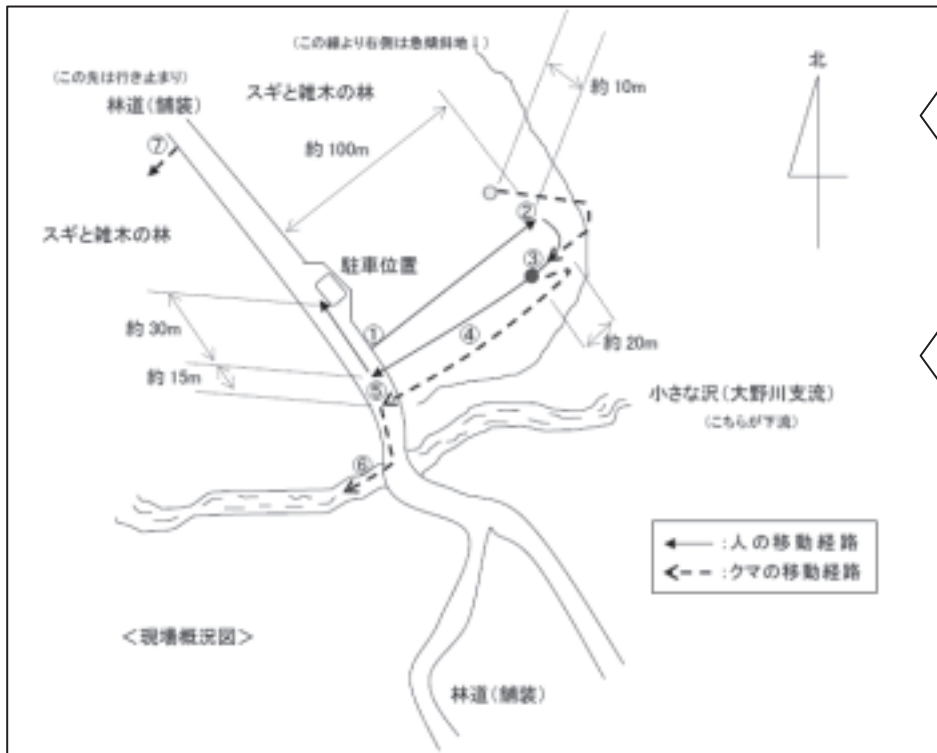 (この線より右側は急傾斜地！)
北
(この先は行き止まり)
林道(舗装)
スギと雑木の林
約 10m
⑦
約 100m
②
スギと雑木の林
駐車位置
③
①
④
約 30m
約 20m
約 15m
⑤
小さな沢(大野川支流)
(こちらが下流)
⑥
:人の移動経路
:クマの移動経路
＜現場概況図＞
林道(舗装)